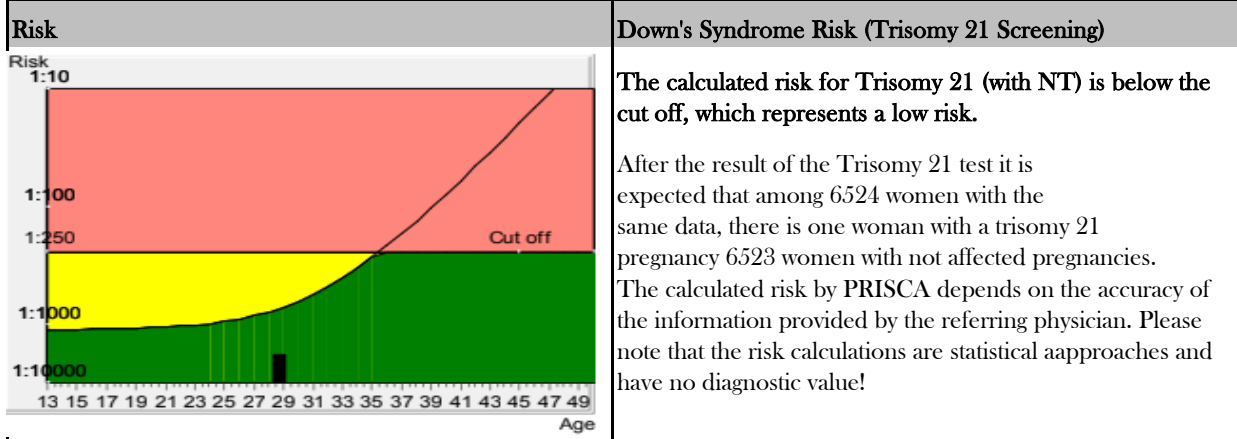 Risk
Risk
1:10
1:100
1:250
Cut off
1:1000
1:10000
13 15 17 19 21 23 25 27 29 31 33 35 37 39 41 43 45 47 49
Age
Down's Syndrome Risk (Trisomy 21 Screening)
The calculated risk for Trisomy 21 (with NT) is below the
cut off, which represents a low risk.
After the result of the Trisomy 21 test it is
expected that among 6524 women with the
same data, there is one woman with a trisomy 21
pregnancy 6523 women with not affected pregnancies.
The calculated risk by PRISCA depends on the accuracy of
the information provided by the referring physician. Please
note that the risk calculations are statistical aapproaches and
have no diagnostic value!